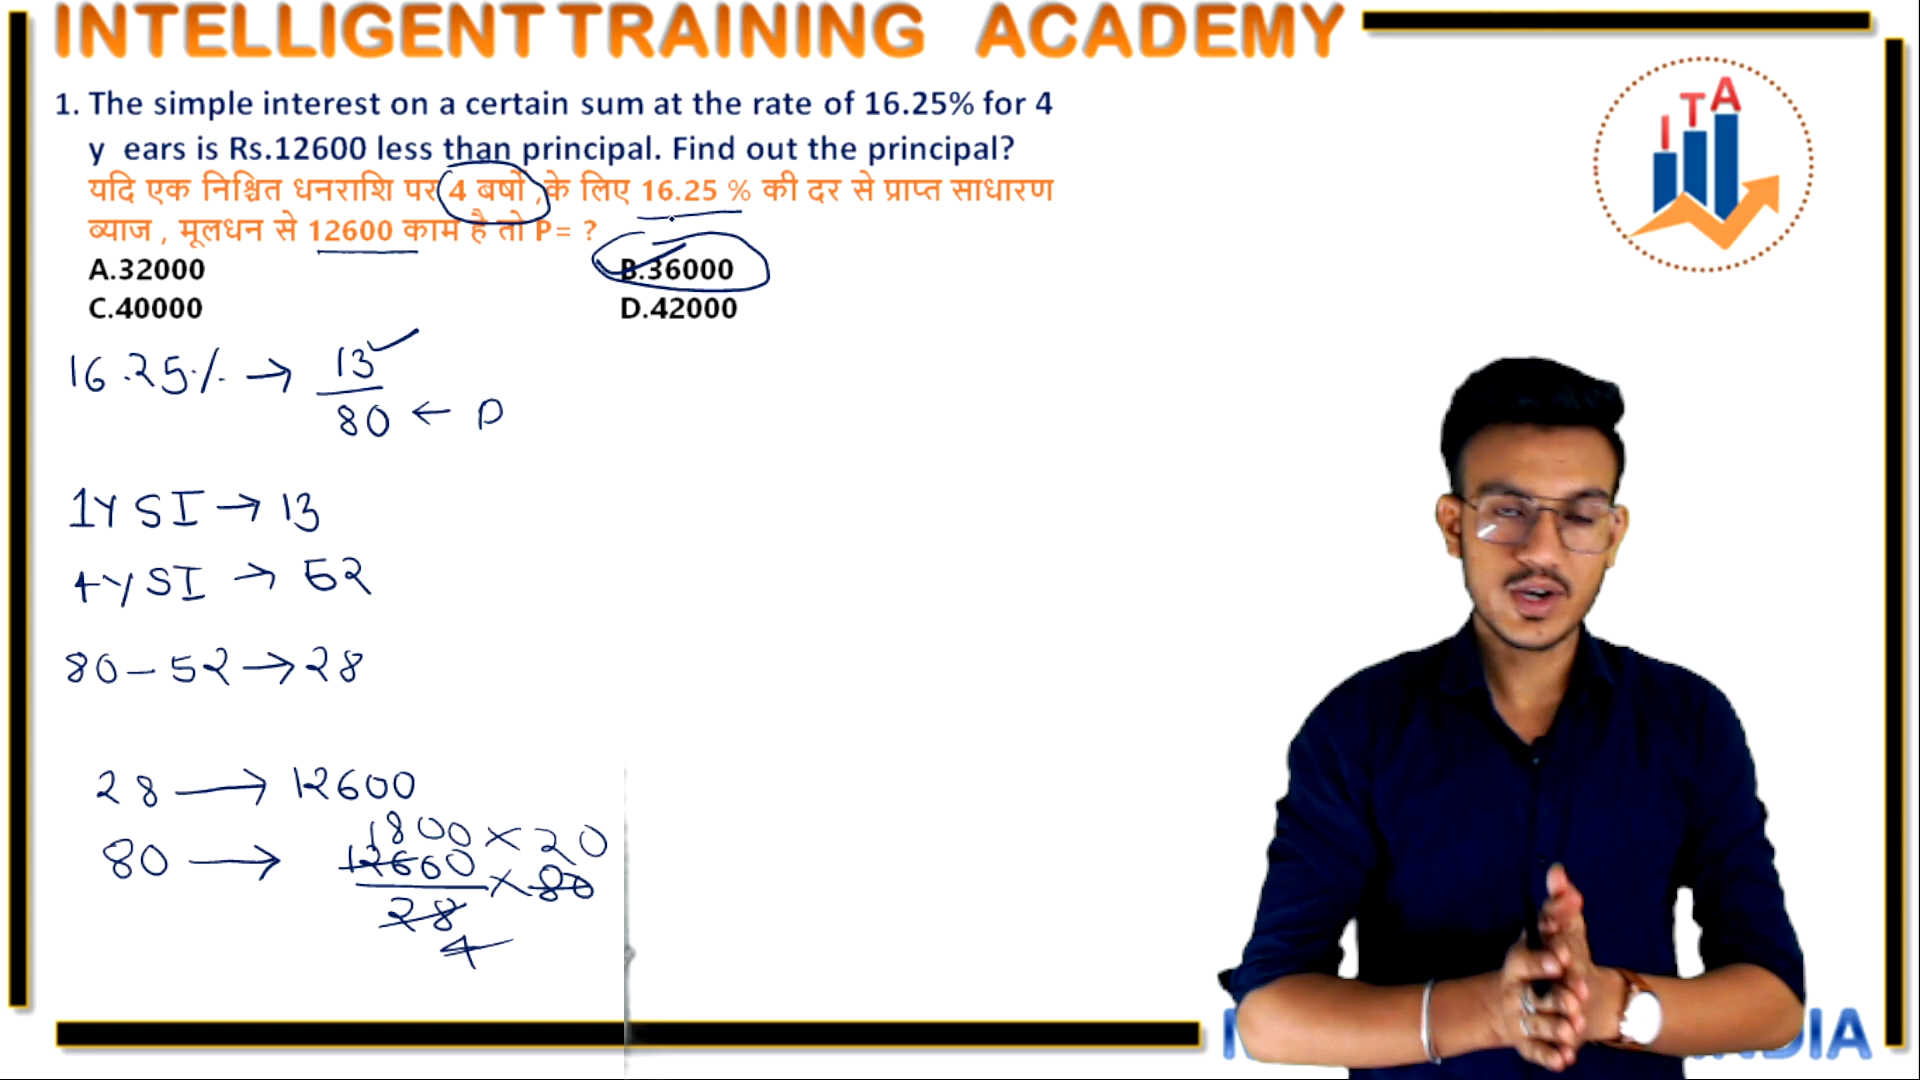 INTELLIGENT TRAINING ACADEMY
1. The simple interest on a certain sum at the rate of 16.25% for 4
y ears is Rs.12600 less than principal. Find out the principal?
यदि एक निश्चित धनराशि पर 4 बषो , के लिए 16.25 % की दर से प्राप्त साधारण
ब्याज , मूलधन से 12600 काम है तो P= ?
A.32000 B.36000
C.40000 D.42000
I T A
16.25% → 13
80 ← P
1Y SI → 13
4Y SI → 52
80 - 52 → 28
28 → 12600
1800 × 20
80 → 12600 × 80
28
4